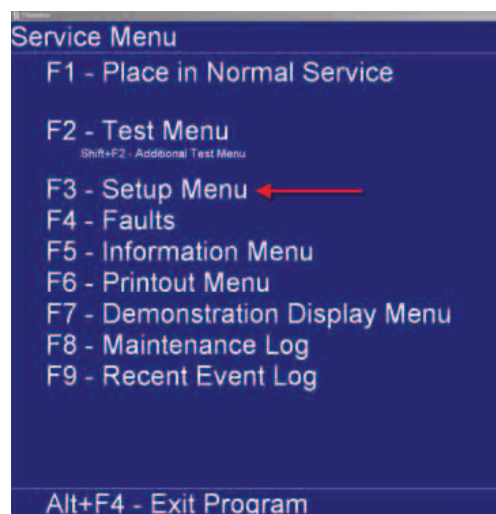 Service Menu
F1 - Place in Normal Service
F2 - Test Menu
Shift+F2 - Additional Test Menu
F3 - Setup Menu
F4 - Faults
F5 - Information Menu
F6 - Printout Menu
F7 - Demonstration Display Menu
F8 - Maintenance Log
F9 - Recent Event Log
Alt+F4 - Exit Program